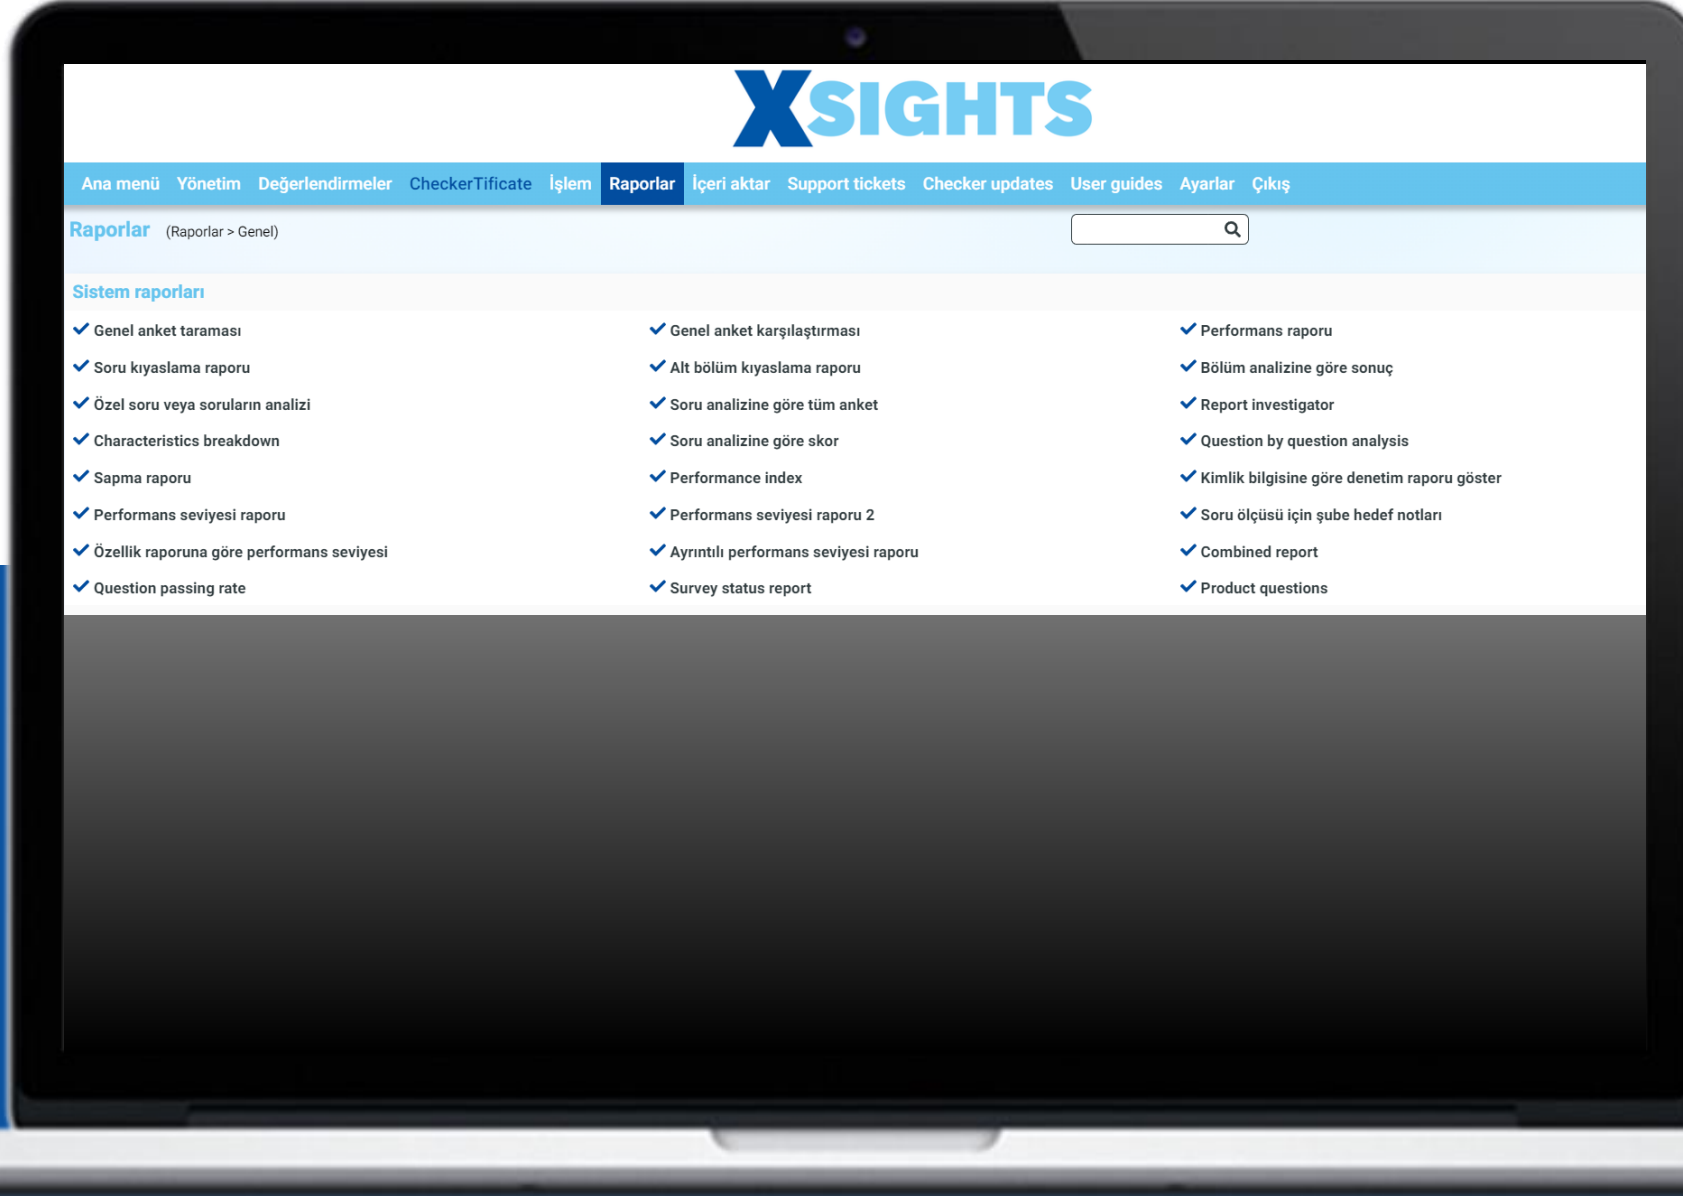 XSIGHTS
Ana menü Yönetim Değerlendirmeler CheckerTificate İşlem Raporlar İçeri aktar Support tickets Checker updates User guides Ayarlar Çıkış
Raporlar (Raporlar > Genel)
Sistem raporları
Genel anket taraması Genel anket karşılaştırması Performans raporu
Soru kıyaslama raporu Alt bölüm kıyaslama raporu Bölüm analizine göre sonuç
Özel soru veya soruların analizi Soru analizine göre tüm anket Report investigator
Characteristics breakdown Soru analizine göre skor Question by question analysis
Sapma raporu Performance index Kimlik bilgisine göre denetim raporu göster
Performans seviyesi raporu Performans seviyesi raporu 2 Soru ölçüsü için şube hedef notları
Özellik raporuna göre performans seviyesi Ayrıntılı performans seviyesi raporu Combined report
Question passing rate Survey status report Product questions